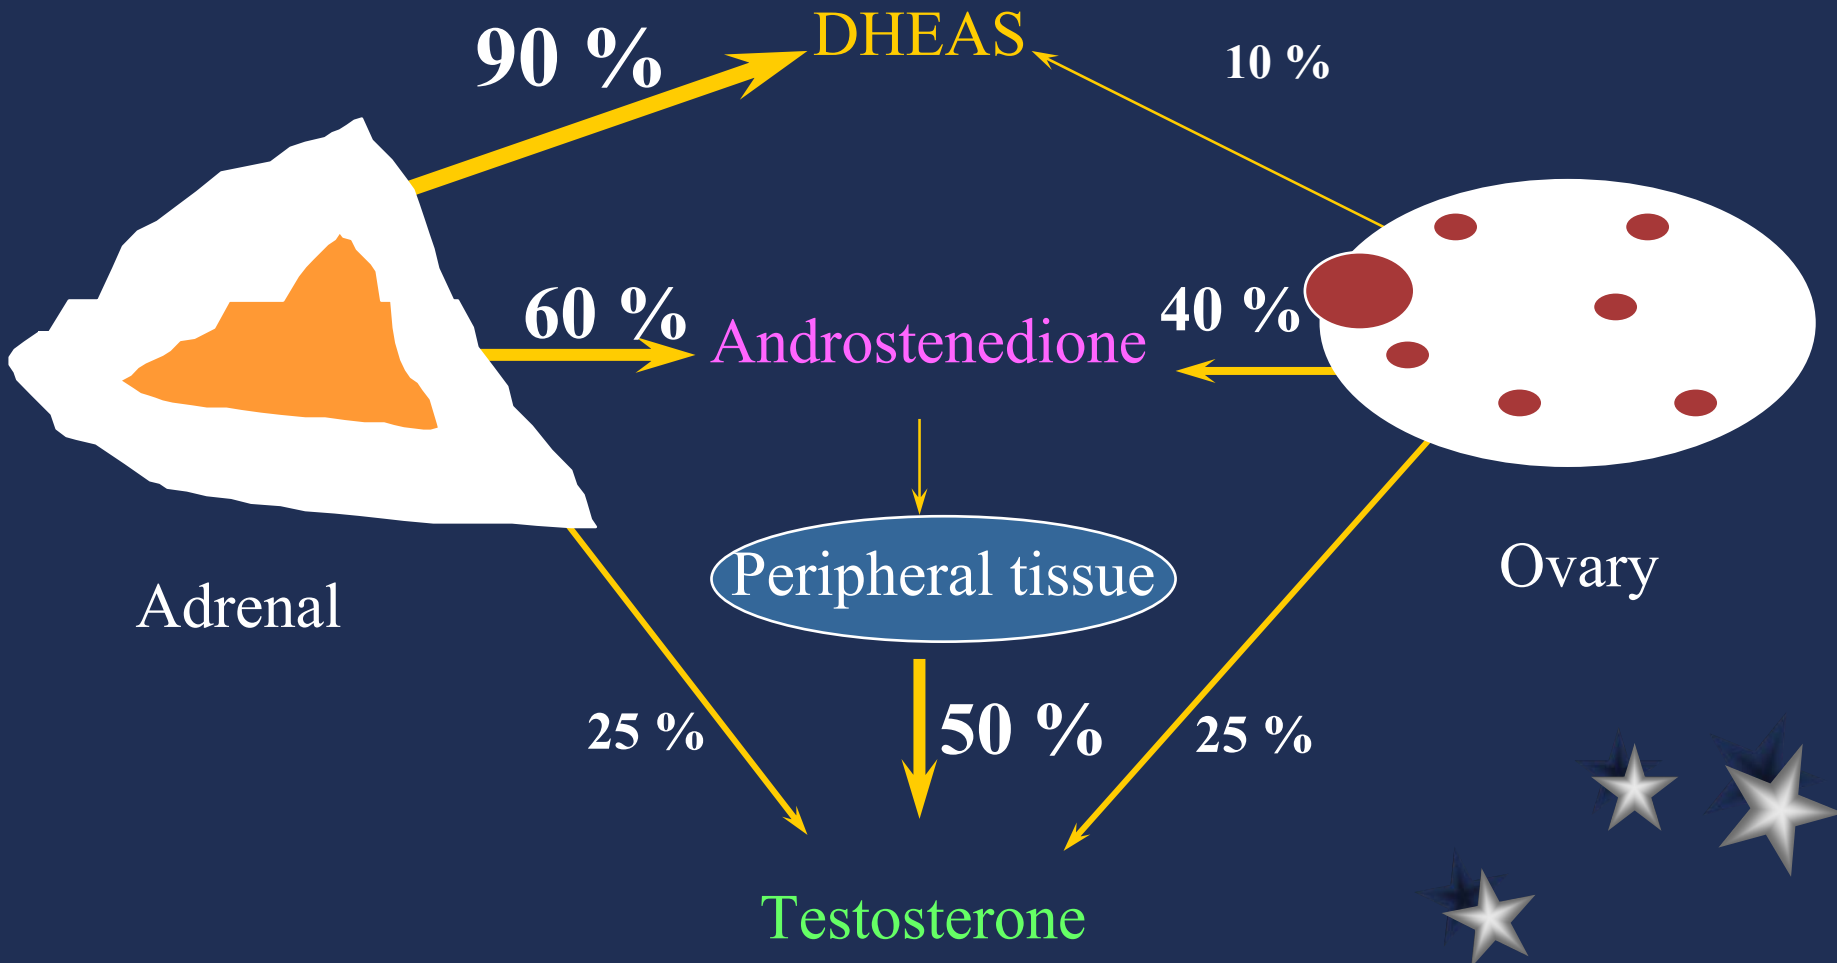 DHEAS
90 %
10 %
60 %
Androstenedione
40 %
Peripheral tissue
Adrenal
Ovary
25 %
50 %
25 %
Testosterone